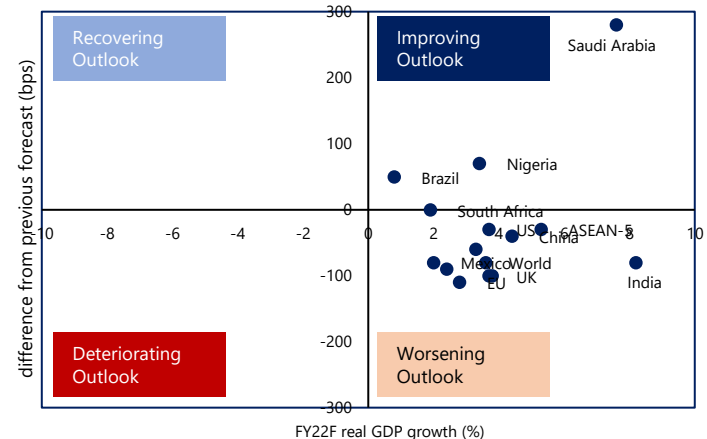 300
Recovering
Outlook
Improving
Outlook
Saudi Arabia
200
100
Nigeria
Brazil
0
South Africa
-10
-8
-6
-4
-2
0
2
4
6
8
10
US
China
ASEAN-5
-100
Mexico
World
EU
UK
India
-200
Deteriorating
Outlook
Worsening
Outlook
-300
difference from previous forecast (bps)
FY22F real GDP growth (%)